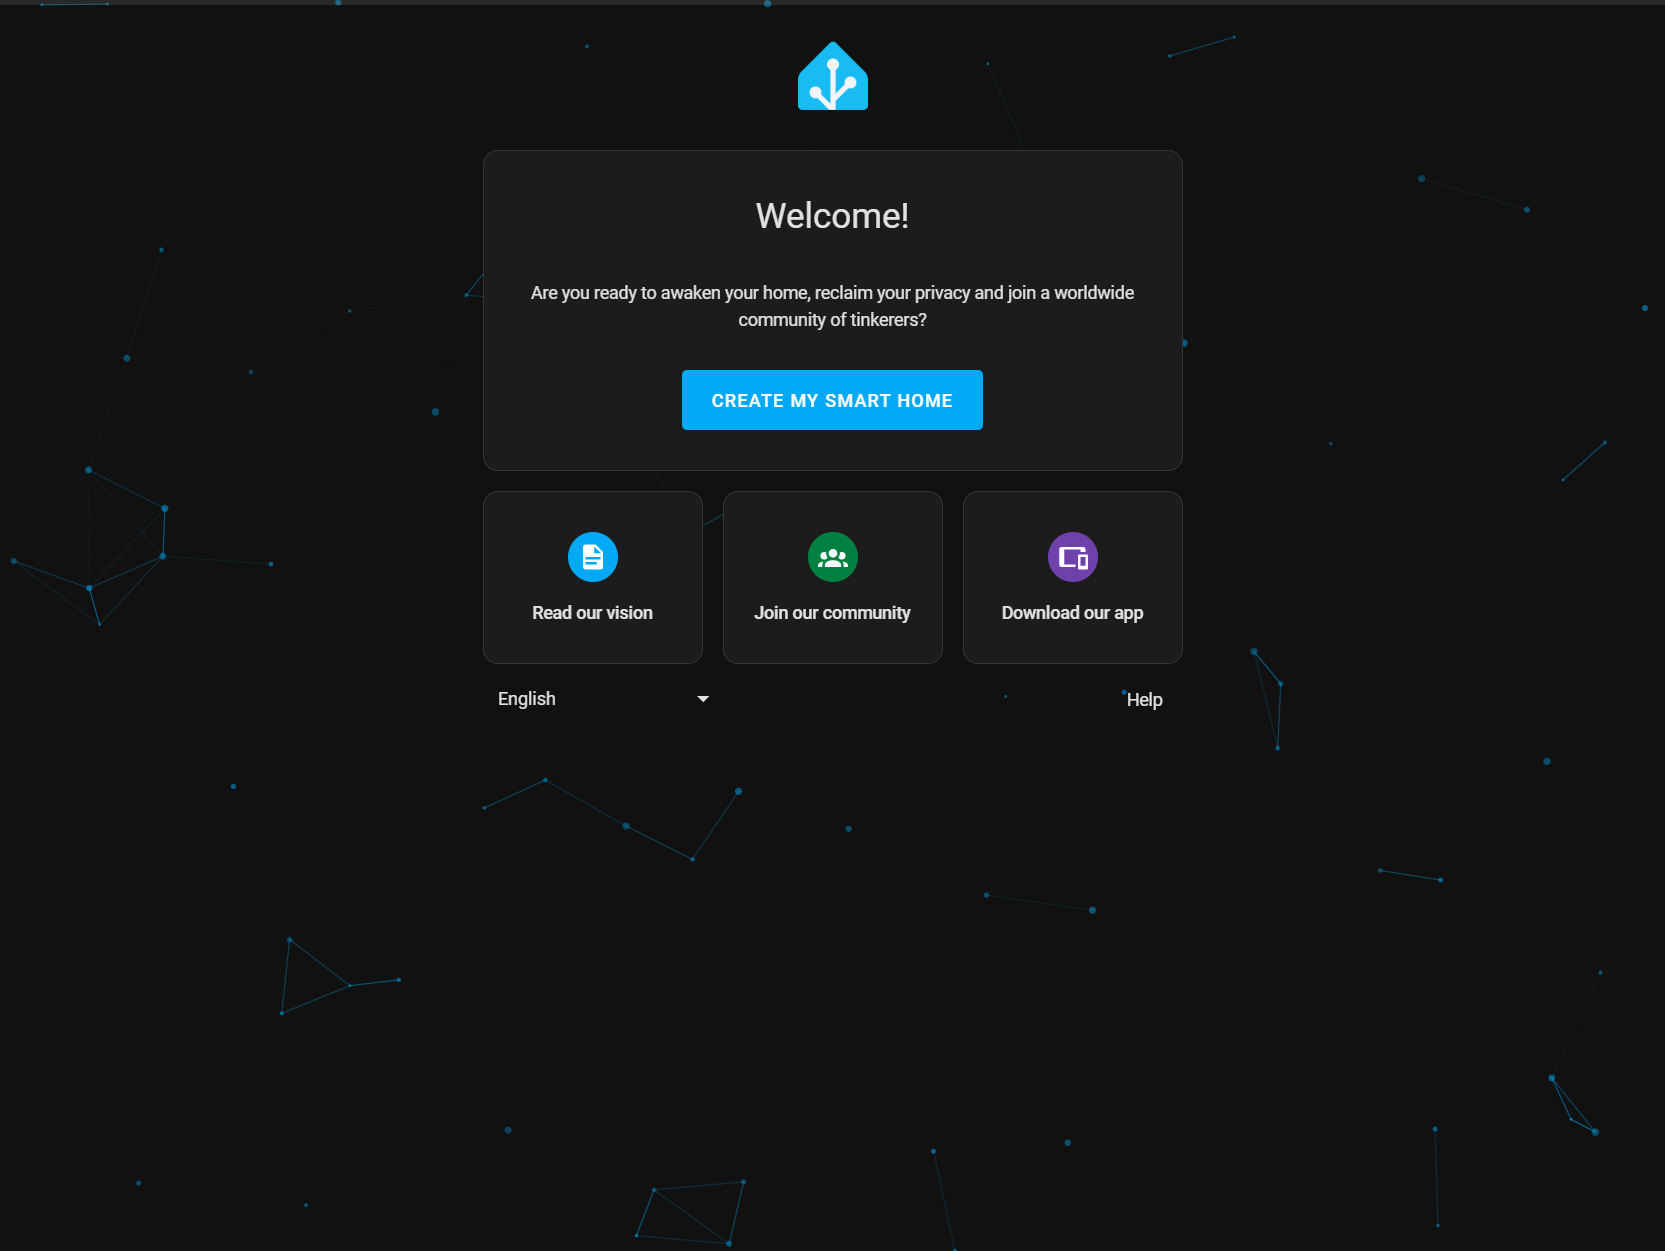 Welcome!
Are you ready to awaken your home, reclaim your privacy and join a worldwide
community of tinkerers?
CREATE MY SMART HOME
Read our vision
Join our community
Download our app
English
Help